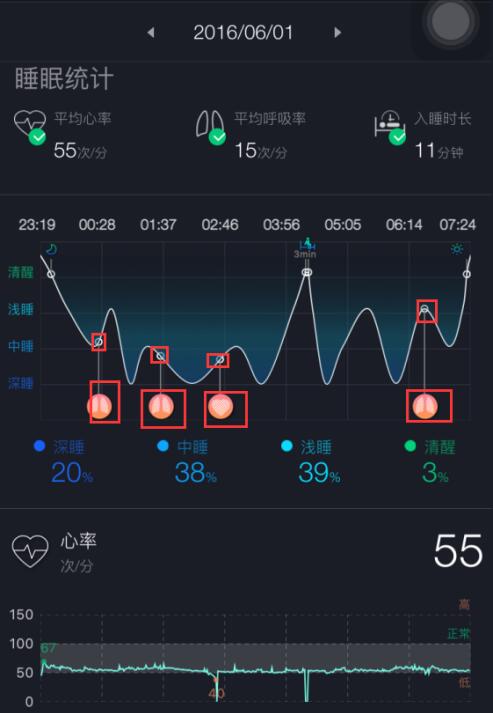 2016/06/01
睡眠统计
平均心率 平均呼吸率 入睡时长
55次/分 15次/分 11分钟
23:19 00:28 01:37 02:46 03:56 05:05 06:14 07:24
3min
清醒
浅睡
中睡
深睡
深睡 中睡 浅睡 清醒
20% 38% 39% 3%
心率
次/分
55
高
150
正常
100
67
50
低
40
0